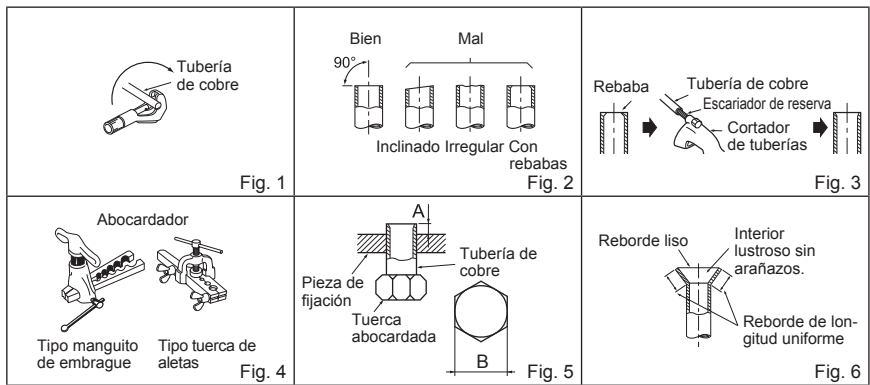 Tubería
de cobre
Fig. 1
Bien
Mal
90°
Inclinado Irregular Con
rebabas
Fig. 2
Rebaba
Tubería de cobre
Escariador de reserva
Cortador
de tuberías
Fig. 3
Abocardador
Tipo manguito
de embrague
Tipo tuerca de
aletas
Fig. 4
A
Tubería de
cobre
Pieza de
fijación
Tuerca
abocardada
B
Fig. 5
Reborde liso
Interior
lustroso sin
arañazos.
Reborde de lon-
gitud uniforme
Fig. 6